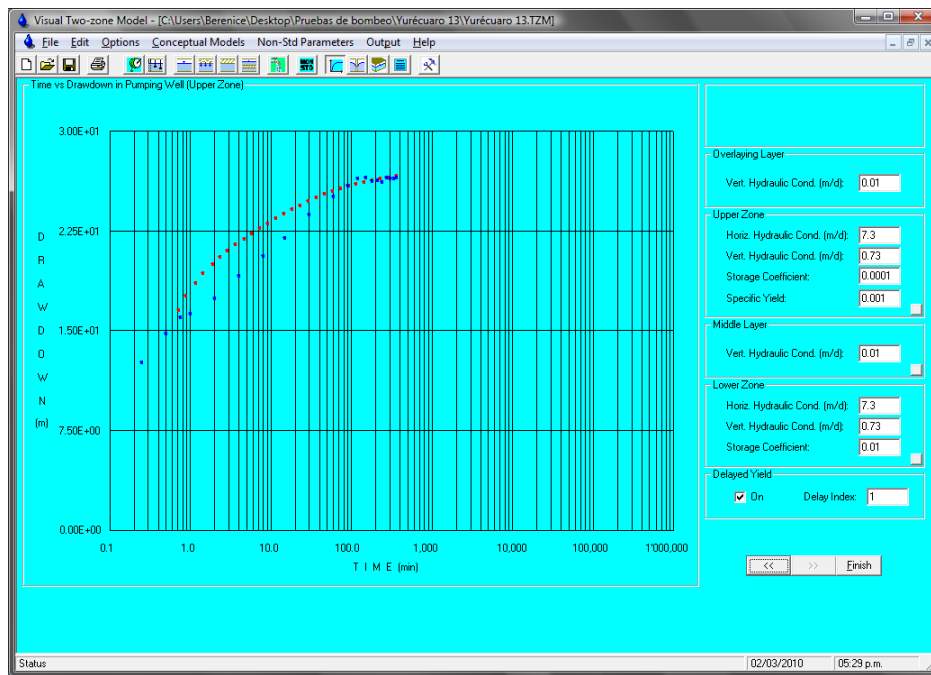 Visual Two-zone Model - [C:\Users\Berenice\Desktop\Pruebas de bombeo\Yurécuaro 13\Yurécuaro 13.TZM]
File Edit Options Conceptual Models Non-Std Parameters Output Help
Time vs Drawdown in Pumping Well (Upper Zone)
3.00E+01
2.25E+01
1.50E+01
7.50E+00
0.00E+00
D
R
A
W
D
O
W
N
(m)
0.1 1.0 10.0 100.0 1,000 10,000 100,000 1'000,000
T I M E (min)
Overlaying Layer
Vert. Hydraulic Cond. (m/d): 0.01
Upper Zone
Horiz. Hydraulic Cond. (m/d): 7.3
Vert. Hydraulic Cond. (m/d): 0.73
Storage Coefficient: 0.0001
Specific Yield: 0.001
Middle Layer
Vert. Hydraulic Cond. (m/d): 0.01
Lower Zone
Horiz. Hydraulic Cond. (m/d): 7.3
Vert. Hydraulic Cond. (m/d): 0.73
Storage Coefficient: 0.01
Delayed Yield
On Delay Index: 1
<< >> Finish
Status 02/03/2010 05:29 p.m.